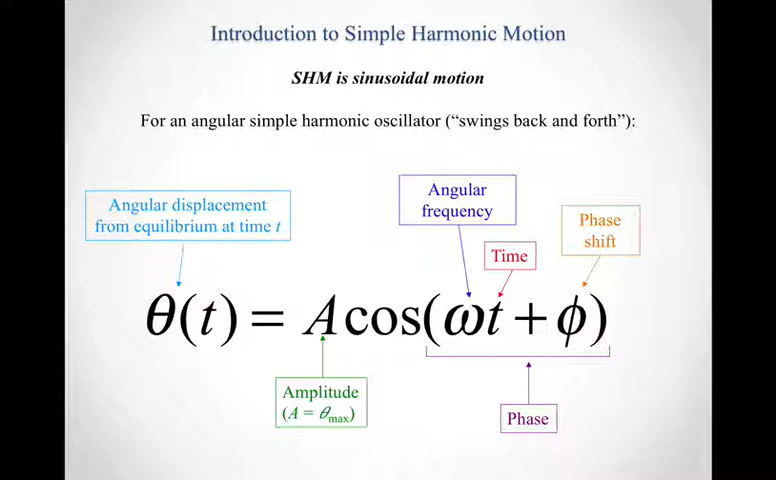 Introduction to Simple Harmonic Motion
SHM is sinusoidal motion
For an angular simple harmonic oscillator (“swings back and forth”):
Angular displacement
from equilibrium at time t
Angular
frequency
Phase
shift
Time
θ(t) = A cos(ωt + ϕ)
Amplitude
(A = θmax)
Phase